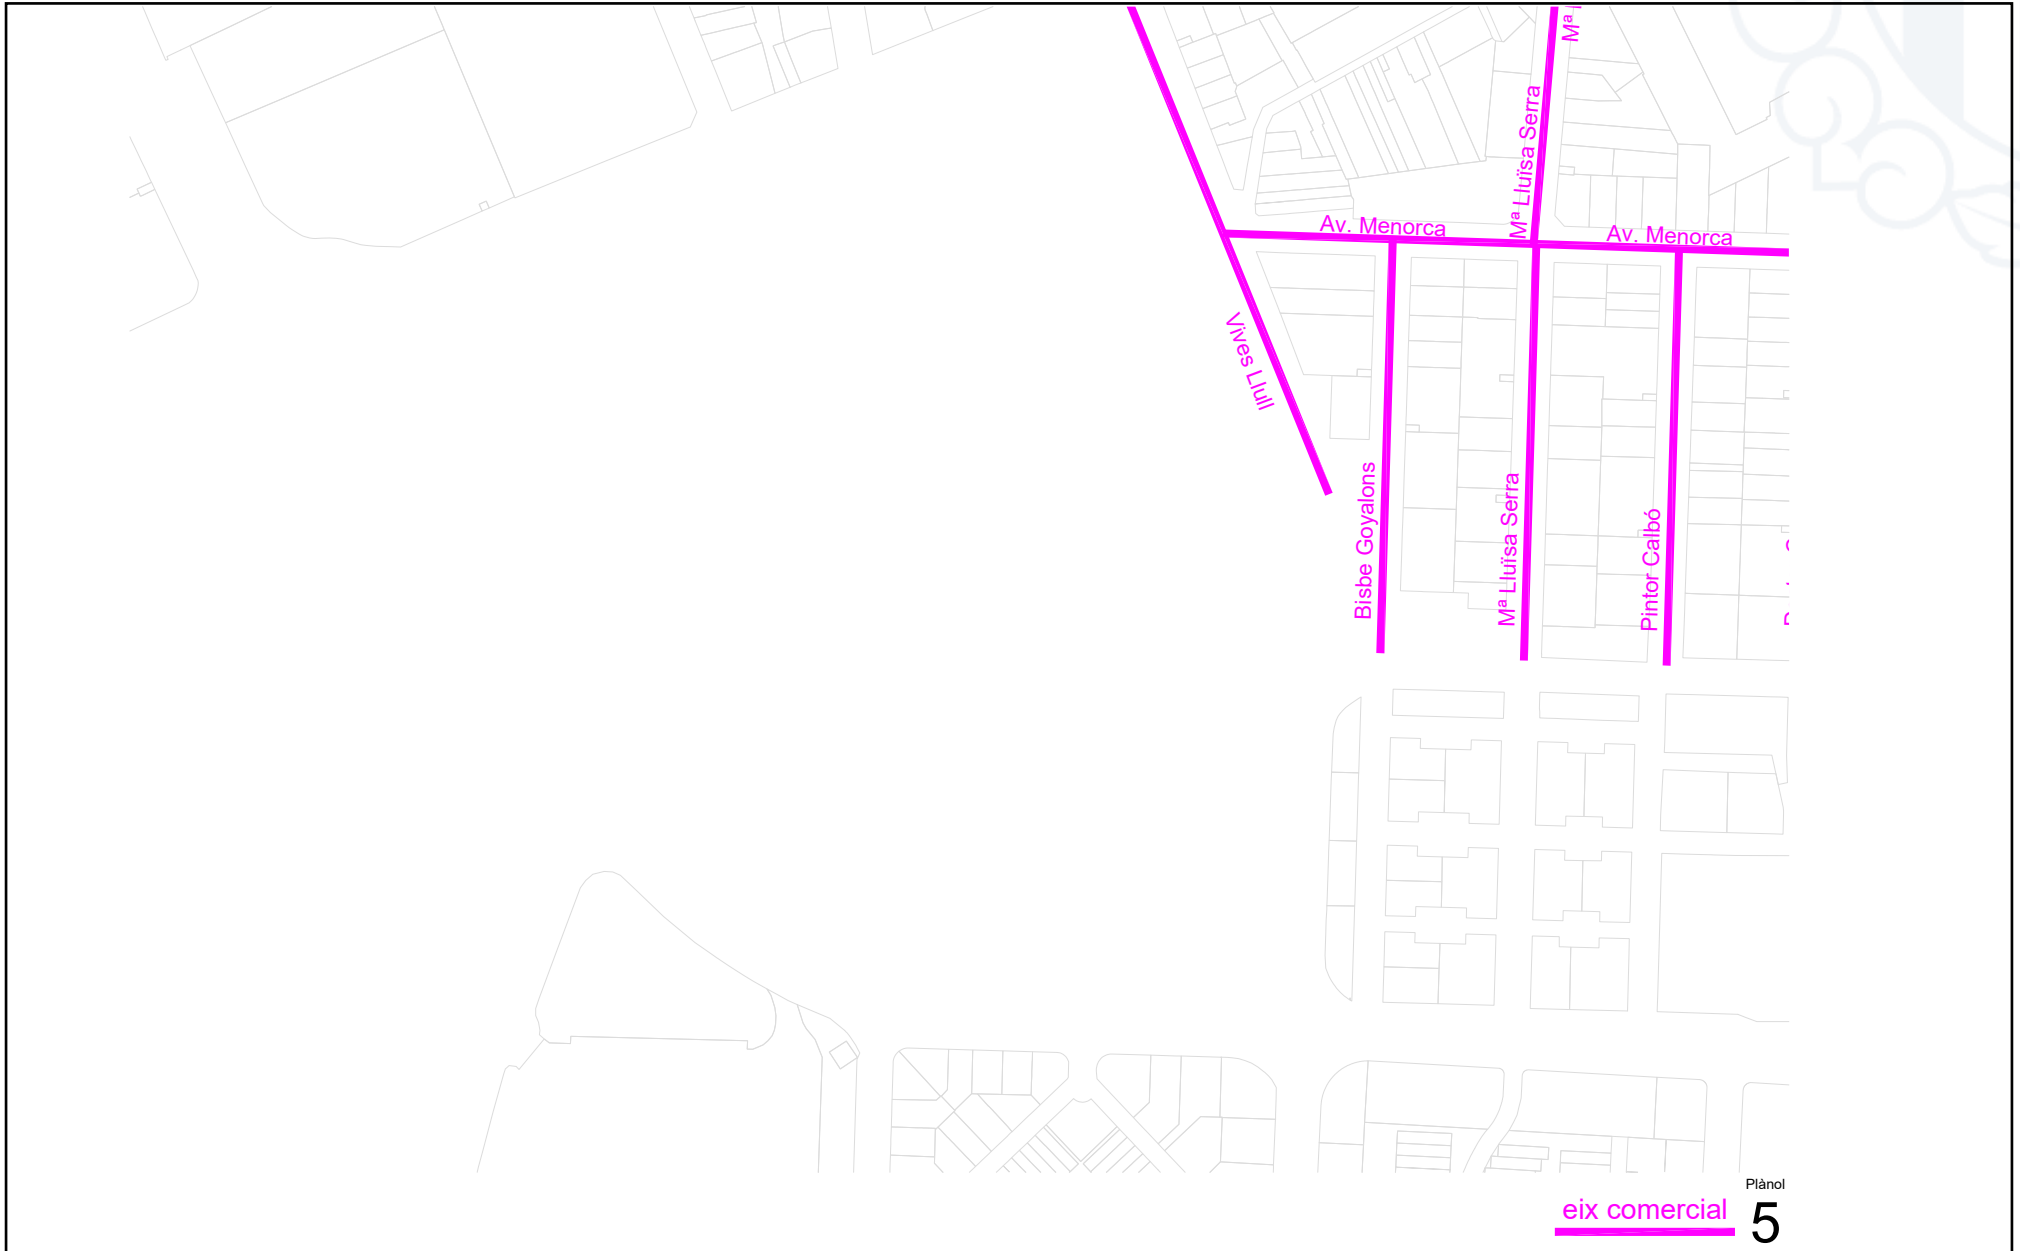 Mª
Mª Lluïsa Serra
Av. Menorca
Av. Menorca
Vives Llull
Bisbe Goyalons
Mª Lluïsa Serra
Pintor Calbó
eix comercial
Plànol
5